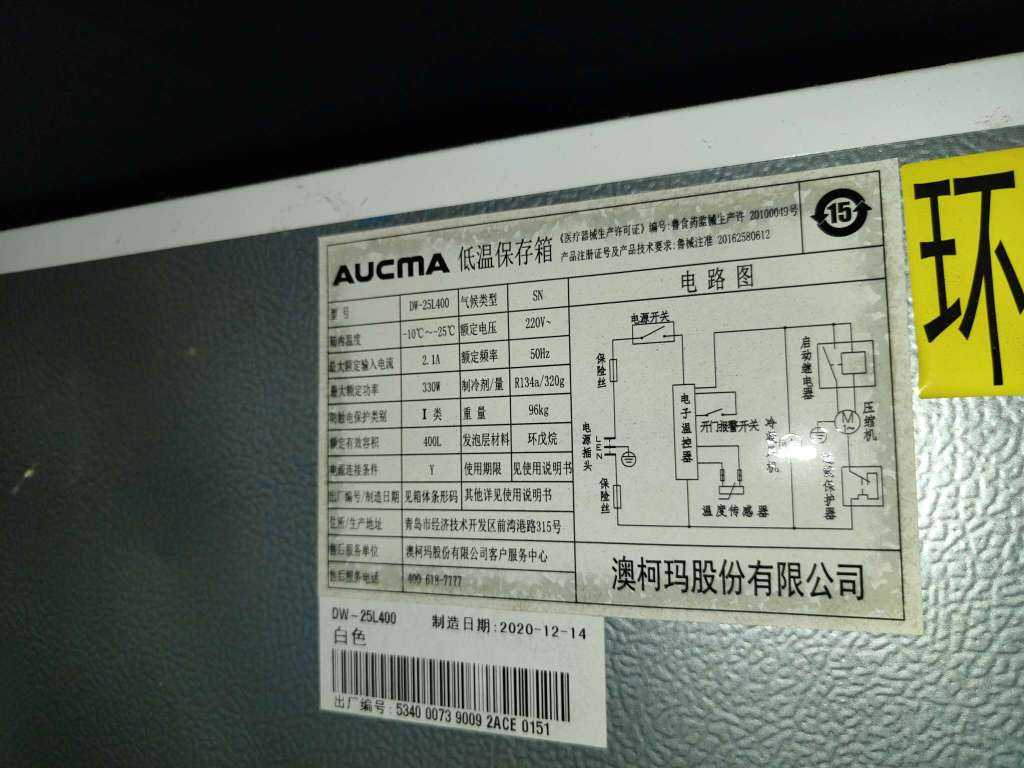 AUCMA 低温保存箱
《医疗器械生产许可证》编号:鲁食药监械生产许 20100049号
产品注册证号及产品技术要求:鲁械注准 20162580612
15
环
型号 DW-25L400 气候类型 SN
箱内温度 -10℃~-25℃ 额定电压 220V~
最大额定输入电流 2.1A 额定频率 50Hz
最大额定功率 330W 制冷剂/量 R134a/320g
防触电保护类别 I 类 重量 96kg
额定有效容积 400L 发泡层材料 环戊烷
电源连接条件 Y 使用期限 见使用说明书
出厂编号/制造日期 见箱体条形码 其他详见使用说明书
住所/生产地址 青岛市经济技术开发区前湾港路315号
售后服务单位 澳柯玛股份有限公司客户服务中心
售后服务电话 400 618-7777
电路图
电源开关
保险丝
电源插头
L E N
保险丝
电子温控器
开门报警开关
温度传感器
启动继电器
M
1~
压缩机
保护器
澳柯玛股份有限公司
DW-25L400 制造日期:2020-12-14
白色
出厂编号: 5340 0073 9009 2ACE 0151